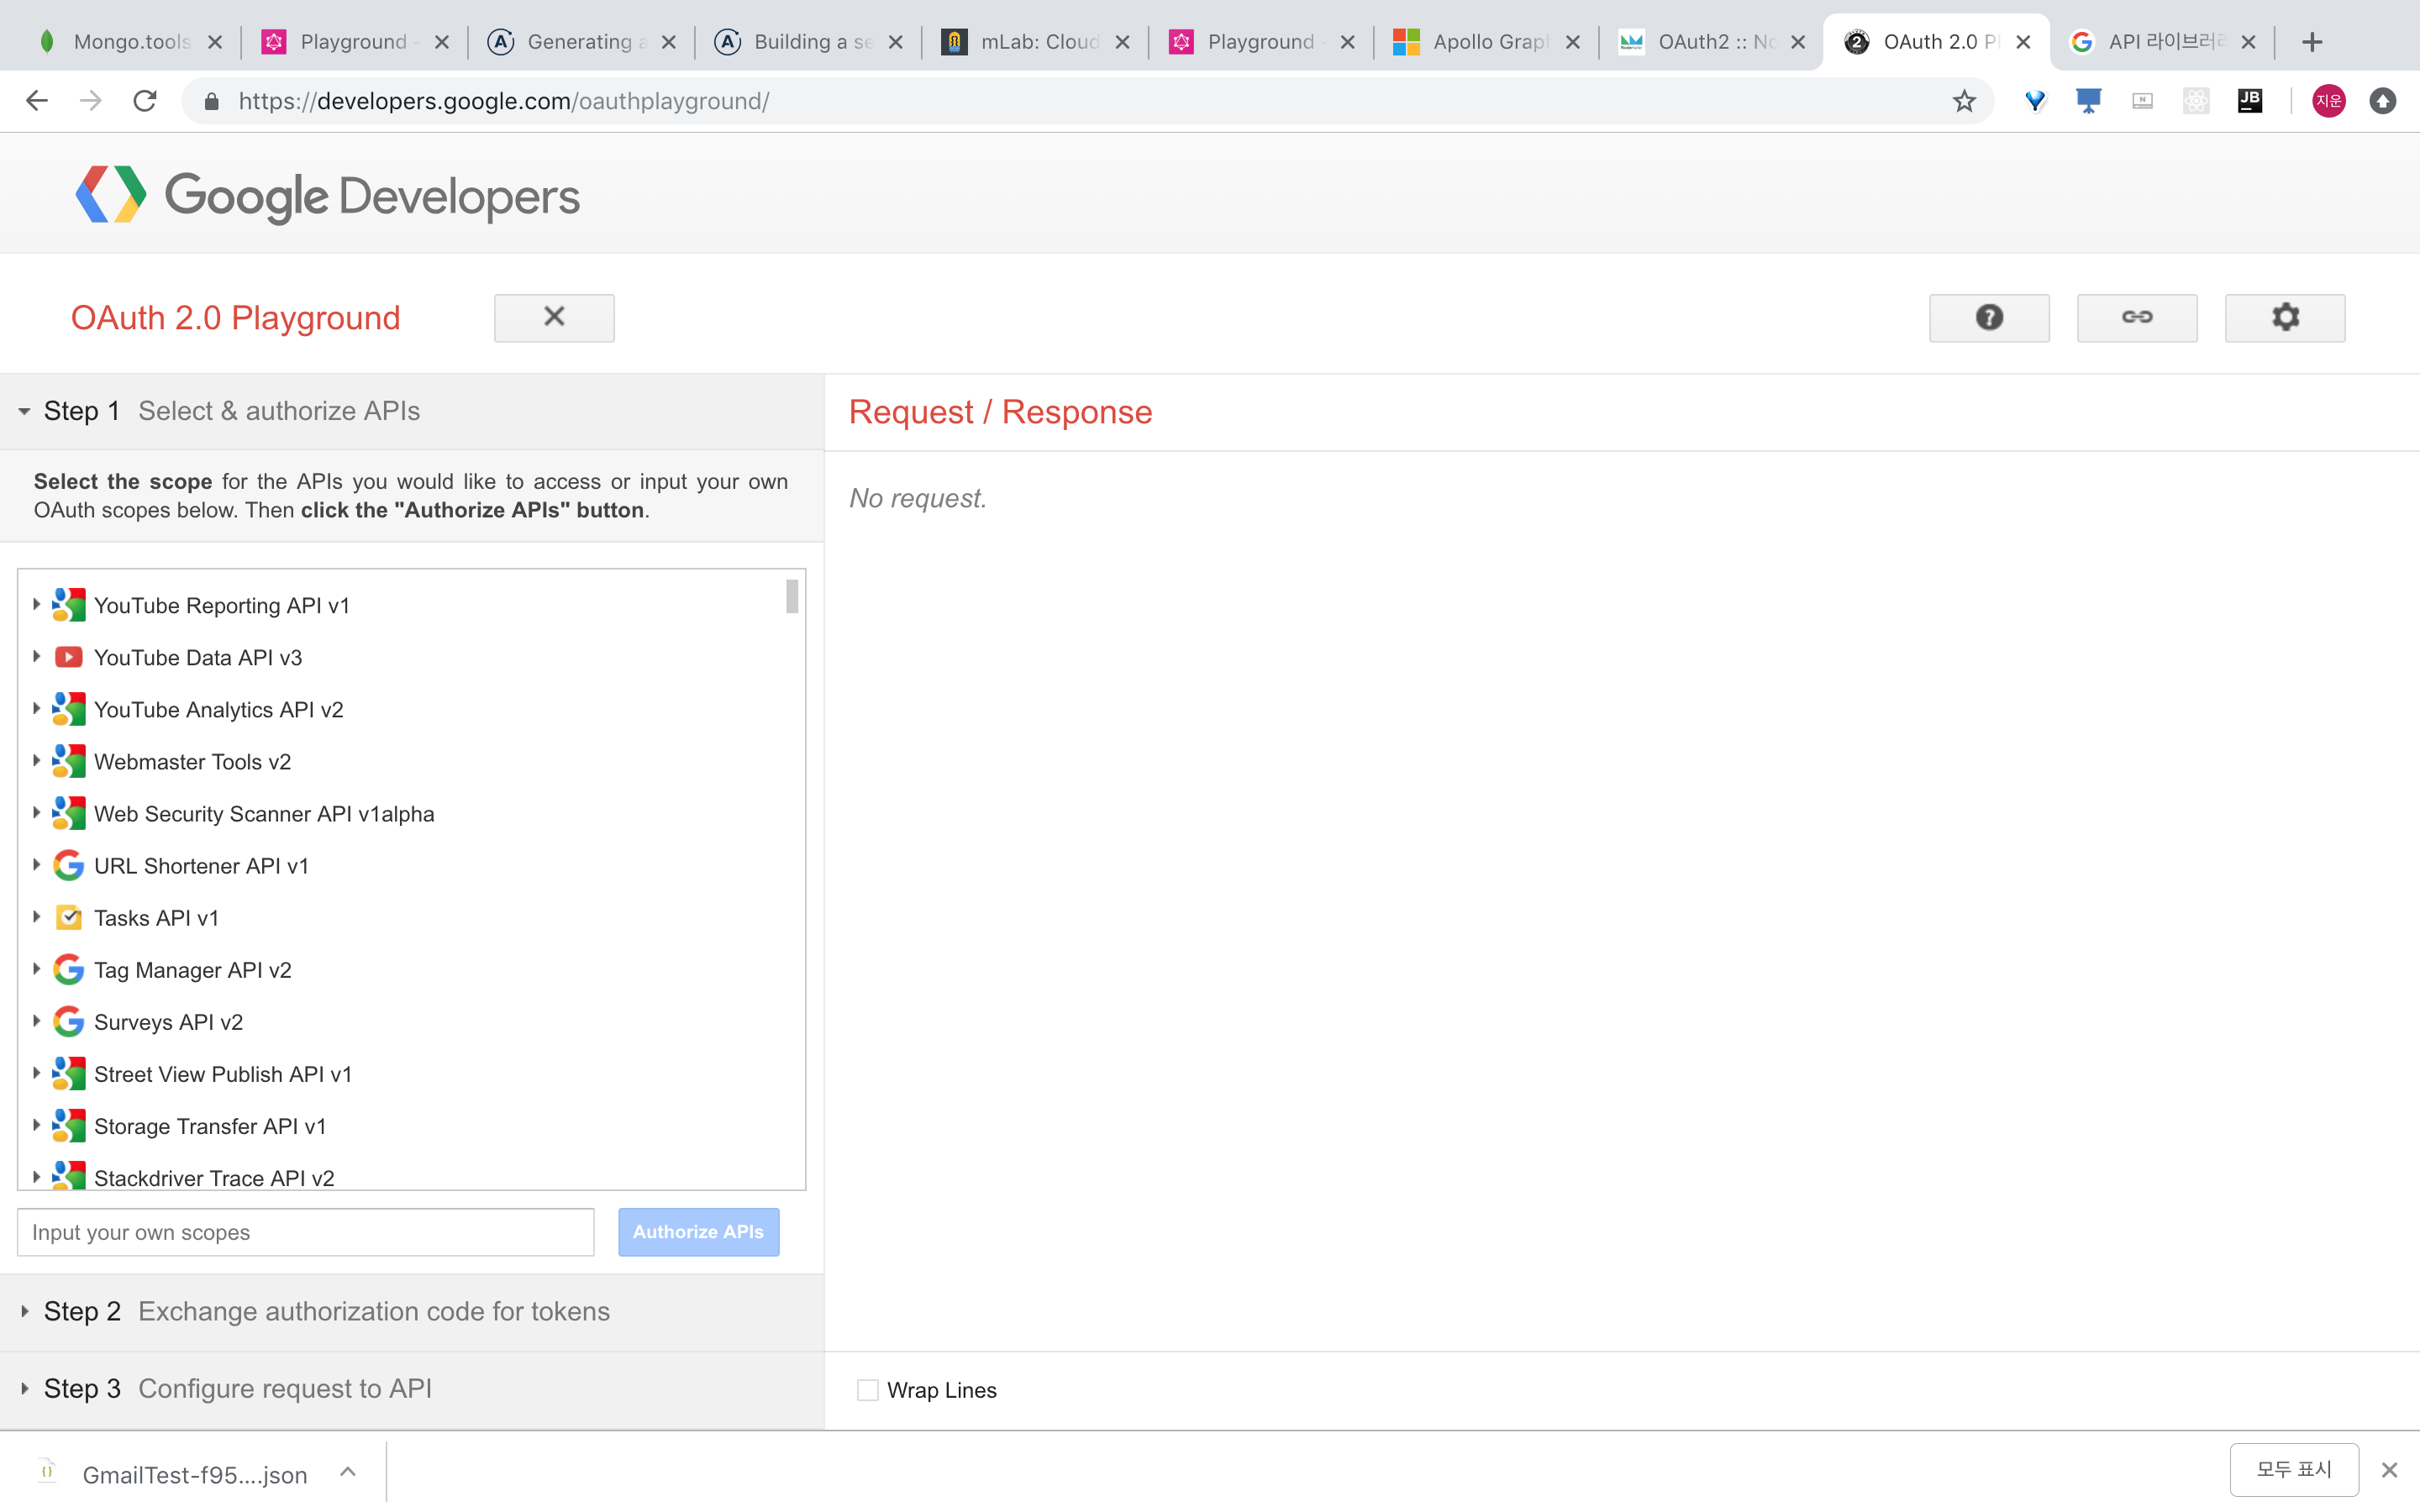 Mongo.tools
Playground
Generating a
Building a se
mLab: Cloud
Playground
Apollo Grap
OAuth2 :: No
OAuth 2.0 Pl
API 라이브러리
https://developers.google.com/oauthplayground/
JB
지운
Google Developers
OAuth 2.0 Playground
Step 1 Select & authorize APIs
Select the scope for the APIs you would like to access or input your own
OAuth scopes below. Then click the "Authorize APIs" button.
YouTube Reporting API v1
YouTube Data API v3
YouTube Analytics API v2
Webmaster Tools v2
Web Security Scanner API v1alpha
URL Shortener API v1
Tasks API v1
Tag Manager API v2
Surveys API v2
Street View Publish API v1
Storage Transfer API v1
Stackdriver Trace API v2
Input your own scopes
Authorize APIs
Step 2 Exchange authorization code for tokens
Step 3 Configure request to API
Request / Response
No request.
Wrap Lines
GmailTest-f95....json
모두 표시